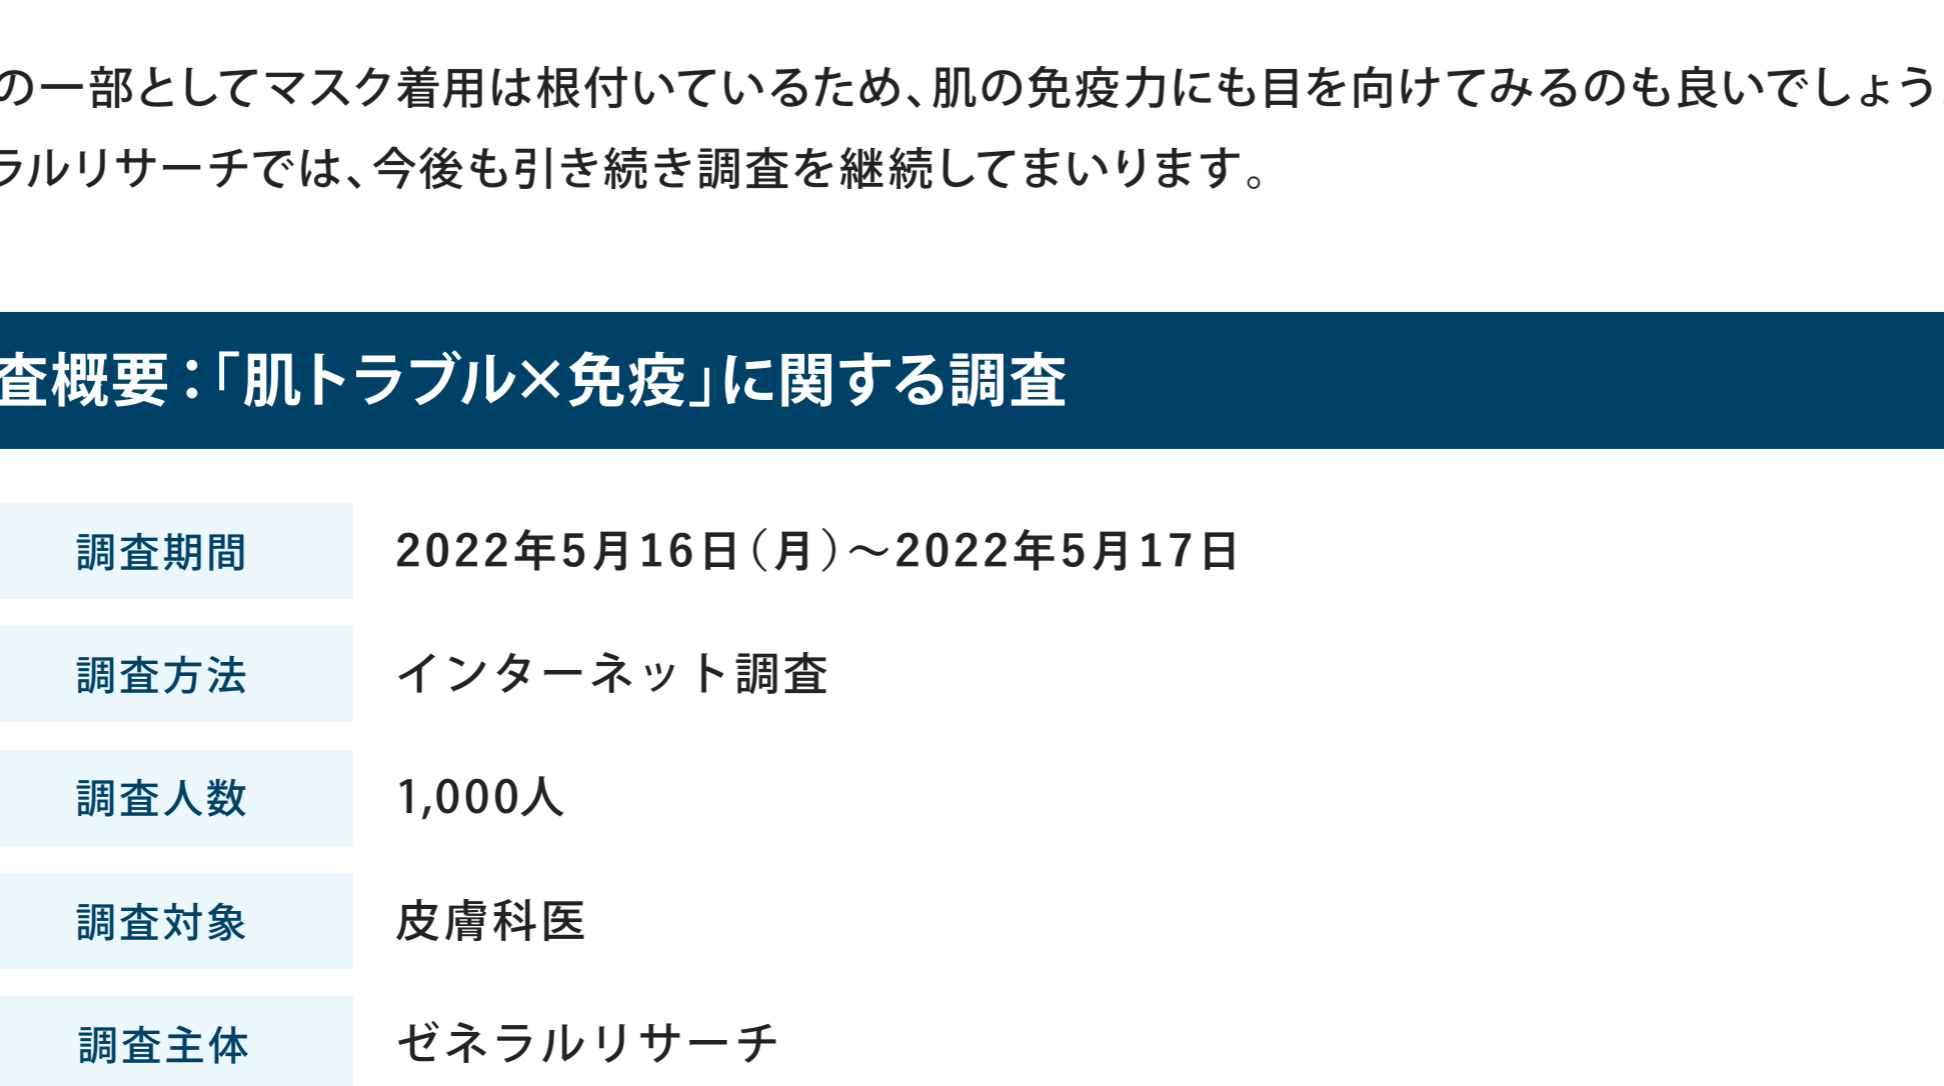 の一部としてマスク着用は根付いているため、肌の免疫力にも目を向けてみるのも良いでしょう
ラルリサーチでは、今後も引き続き調査を継続してまいります。
査概要：「肌トラブル×免疫」に関する調査
調査期間
2022年5月16日（月）〜2022年5月17日
調査方法
インターネット調査
調査人数
1,000人
調査対象
皮膚科医
調査主体
ゼネラルリサーチ